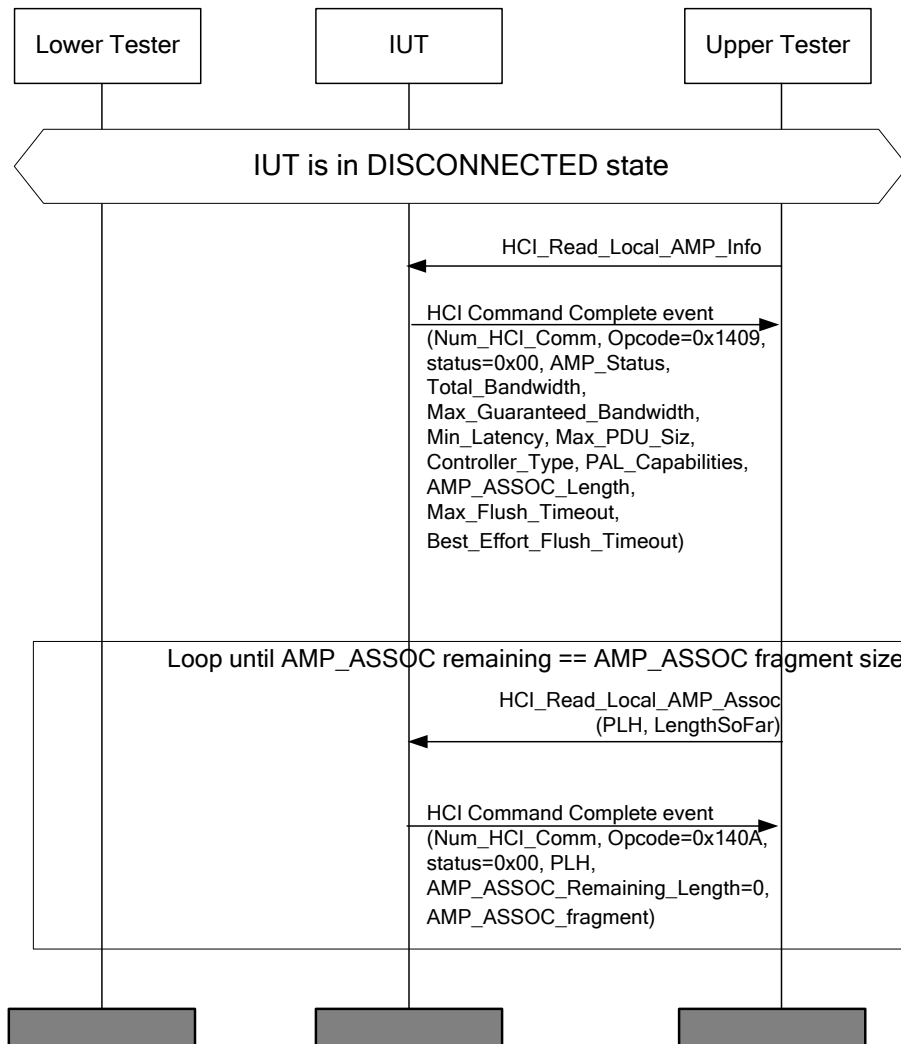 Lower Tester
IUT
Upper Tester
IUT is in DISCONNECTED state
HCI_Read_Local_AMP_Info
HCI Command Complete event
(Num_HCI_Comm, Opcode=0x1409,
status=0x00, AMP_Status,
Total_Bandwidth,
Max_Guaranteed_Bandwidth,
Min_Latency, Max_PDU_Siz,
Controller_Type, PAL_Capabilities,
AMP_ASSOC_Length,
Max_Flush_Timeout,
Best_Effort_Flush_Timeout)
Loop until AMP_ASSOC remaining == AMP_ASSOC fragment size
HCI_Read_Local_AMP_Assoc
(PLH, LengthSoFar)
HCI Command Complete event
(Num_HCI_Comm, Opcode=0x140A,
status=0x00, PLH,
AMP_ASSOC_Remaining_Length=0,
AMP_ASSOC_fragment)